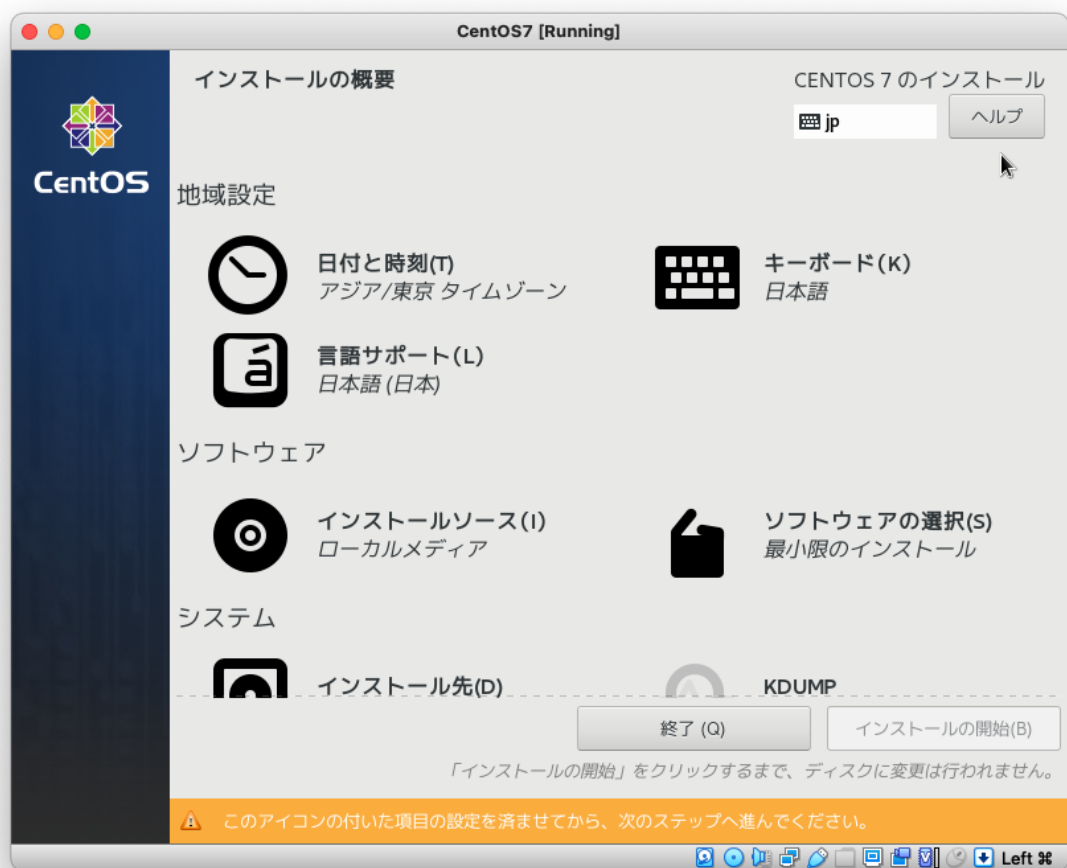 CentOS7 [Running]
インストールの概要
CENTOS 7 のインストール
jp
ヘルプ
CentOS
地域設定
日付と時刻(T)
アジア/東京 タイムゾーン
キーボード(K)
日本語
á
言語サポート(L)
日本語 (日本)
ソフトウェア
インストールソース(I)
ローカルメディア
ソフトウェアの選択(S)
最小限のインストール
システム
インストール先(D)
KDUMP
終了 (Q)
インストールの開始(B)
「インストールの開始」をクリックするまで、ディスクに変更は行われません。
このアイコンの付いた項目の設定を済ませてから、次のステップへ進んでください。
Left ⌘